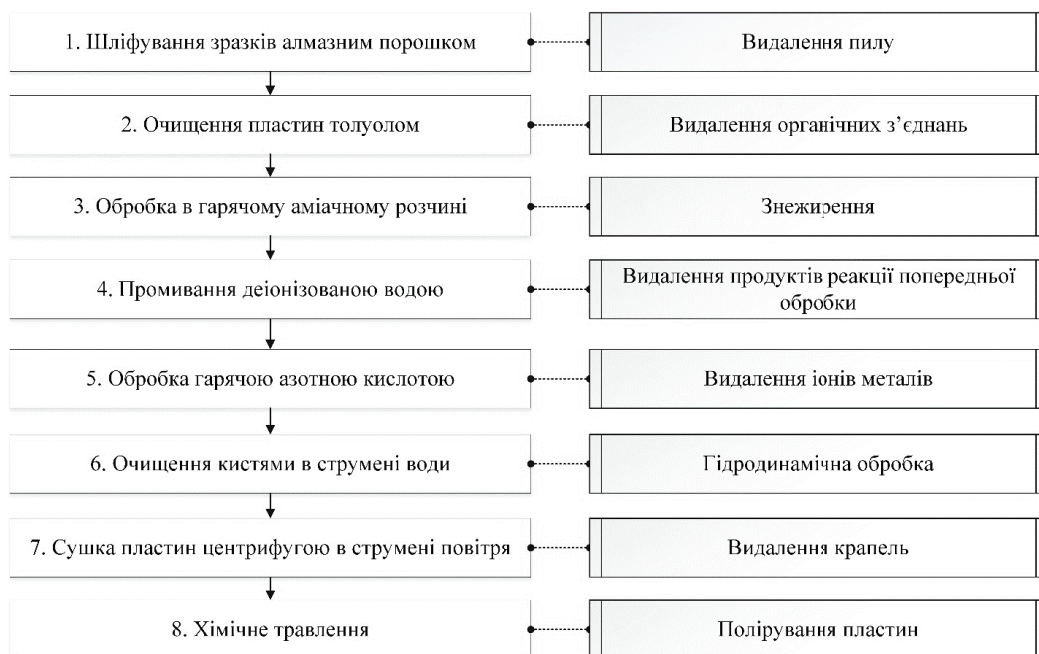 1. Шліфування зразків алмазним порошком
Видалення пилу
2. Очищення пластин толуолом
Видалення органічних з’єднань
3. Обробка в гарячому аміачному розчині
Знежирення
4. Промивання деіонізованою водою
Видалення продуктів реакції попередньої
обробки
5. Обробка гарячою азотною кислотою
Видалення іонів металів
6. Очищення кистями в струмені води
Гідродинамічна обробка
7. Сушка пластин центрифугою в струмені повітря
Видалення крапель
8. Хімічне травлення
Полірування пластин